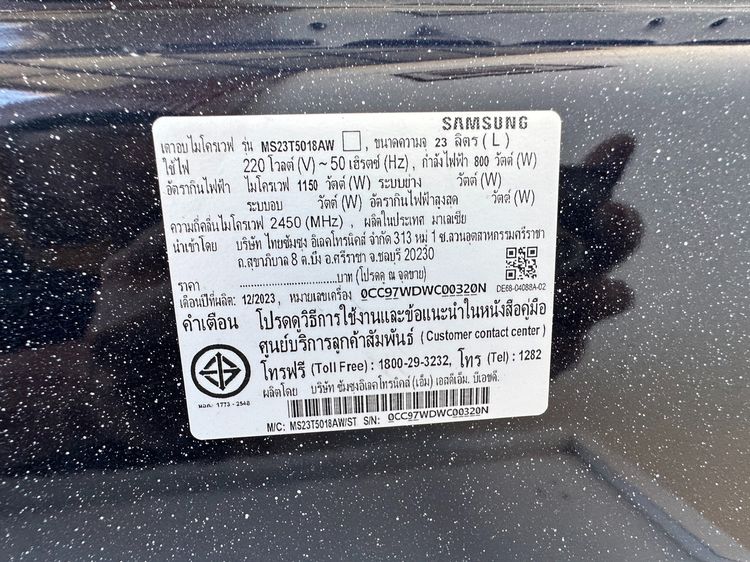 SAMSUNG
เตาอบไมโครเวฟ รุ่น MS23T5018AW □, ขนาดความจุ 23 ลิตร ( L )
ใช้ไฟ 220 โวลต์ (V) ~ 50 เฮิรตซ์ (Hz), กำลังไฟฟ้า 800 วัตต์ (W)
อัตรากินไฟฟ้า ไมโครเวฟ 1150 วัตต์ (W) ระบบย่าง วัตต์ (W)
ระบบอบ วัตต์ (W) อัตรากินไฟฟ้าสูงสุด วัตต์ (W)
ความถี่คลื่นไมโครเวฟ 2450 (MHz) , ผลิตในประเทศ มาเลเซีย
นำเข้าโดย บริษัท ไทยซัมซุง อิเลคโทรนิคส์ จำกัด 313 หมู่ 1 ซ.สวนอุตสาหกรรมศรีราชา
ถ.สุขาภิบาล 8 ต.บึง อ.ศรีราชา จ.ชลบุรี 20230
ราคา ........................บาท (โปรดดู ณ จุดขาย)
DE68-04088A-02
เดือนปีที่ผลิต: 12/2023 , หมายเลขเครื่อง 0CC97WDWC00320N
คำเตือน โปรดดูวิธีการใช้งานและข้อแนะนำในหนังสือคู่มือ
ศูนย์บริการลูกค้าสัมพันธ์ ( Customer contact center )
โทรฟรี (Toll Free) : 1800-29-3232, โทร (Tel) : 1282
ผลิตโดย : บริษัท ซัมซุงอิเลคโทรนิคส์ (เอ็ม) เอสดีเอ็ม. บีเอชดี.
มอก. 1773 - 2548
M/C: MS23T5018AW/ST S/N: 0CC97WDWC00320N